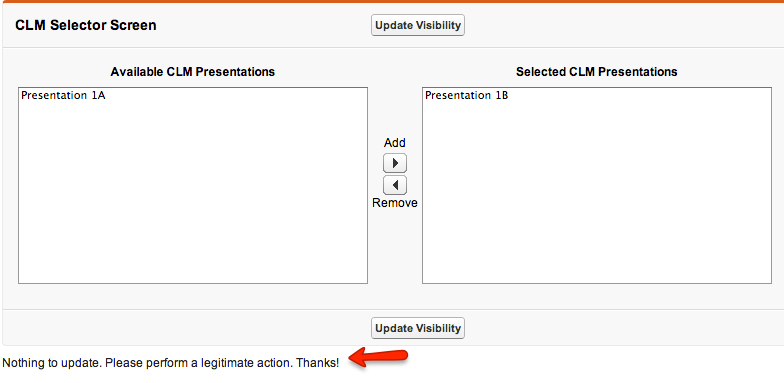 CLM Selector Screen
Update Visibility
Available CLM Presentations
Selected CLM Presentations
Presentation 1A
Presentation 1B
Add
Remove
Update Visibility
Nothing to update. Please perform a legitimate action. Thanks!